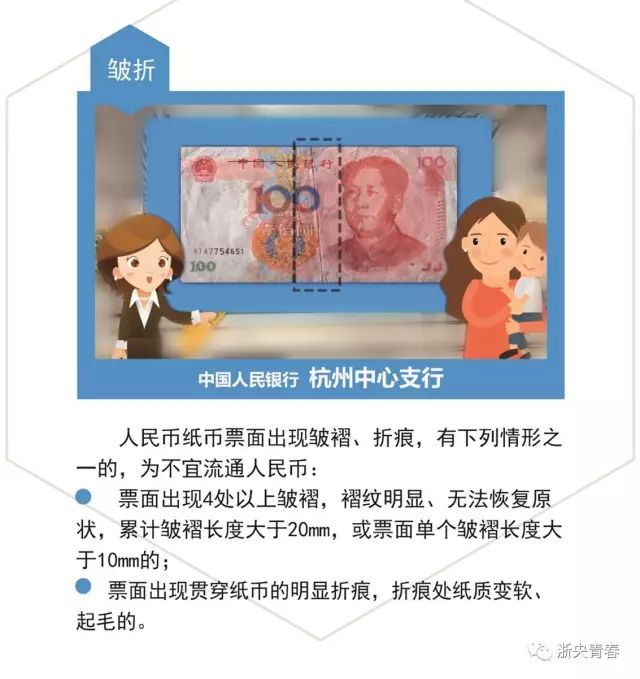 皱折
中国人民银行 100
100
壹佰圆
BJ47754651
100
中国人民银行 杭州中心支行
人民币纸币票面出现皱褶、折痕，有下列情形之
一的，为不宜流通人民币：
票面出现4处以上皱褶，褶纹明显、无法恢复原
状，累计皱褶长度大于20mm，或票面单个皱褶长度大
于10mm的；
票面出现贯穿纸币的明显折痕，折痕处纸质变软、
起毛的。
浙央青春